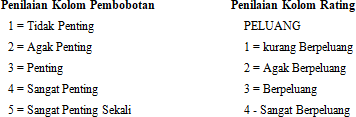 Penilaian Kolom Pembobotan
1 = Tidak Penting
2 = Agak Penting
3 = Penting
4 = Sangat Penting
5 = Sangat Penting Sekali
Penilaian Kolom Rating
PELUANG
1 = kurang Berpeluang
2 = Agak Berpeluang
3 = Berpeluang
4 - Sangat Berpeluang